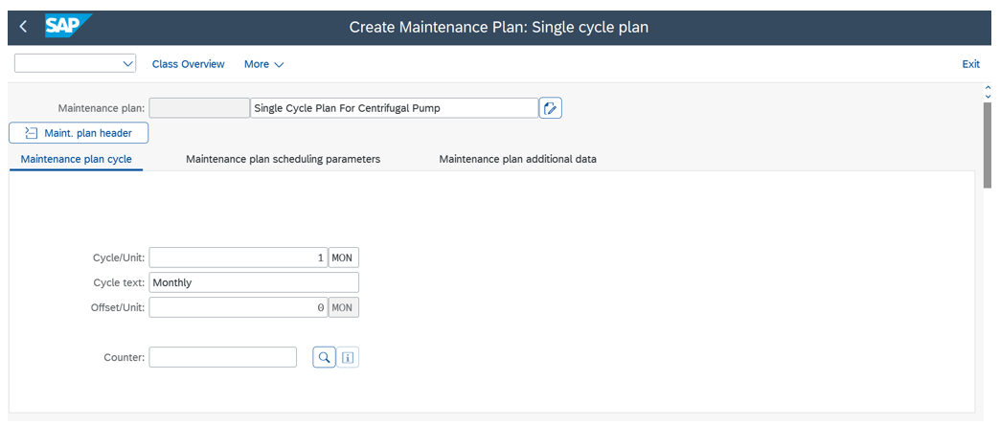 SAP Create Maintenance Plan: Single cycle plan
Class Overview More Exit
Maintenance plan: Single Cycle Plan For Centrifugal Pump
Maint. plan header
Maintenance plan cycle Maintenance plan scheduling parameters Maintenance plan additional data
Cycle/Unit: 1 MON
Cycle text: Monthly
Offset/Unit: 0 MON
Counter: